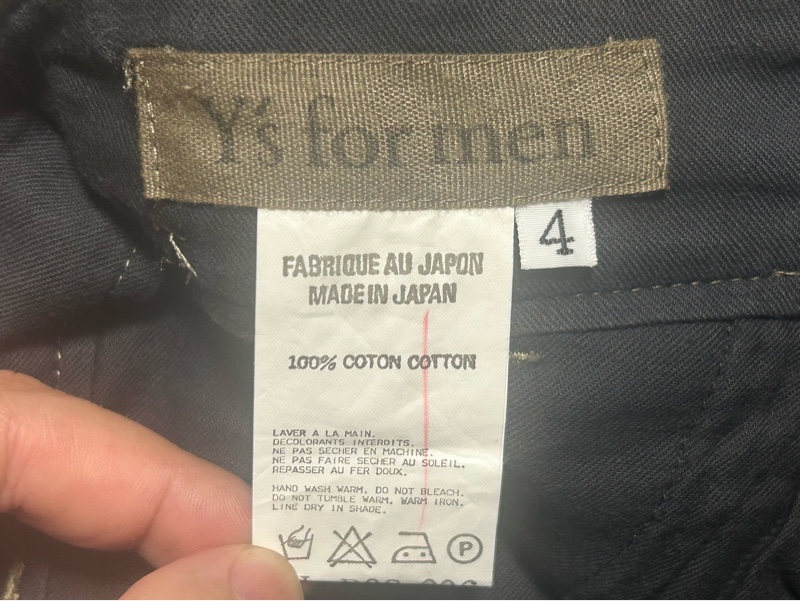 Y's for men
4
FABRIQUE AU JAPON
MADE IN JAPAN
100% COTON COTTON
LAVER A LA MAIN.
DECOLORANTS INTERDITS.
NE PAS SECHER EN MACHINE.
NE PAS FAIRE SECHER AU SOLEIL.
REPASSER AU FER DOUX.
HAND WASH WARM. DO NOT BLEACH.
DO NOT TUMBLE WARM. WARM IRON.
LINE DRY IN SHADE.
P